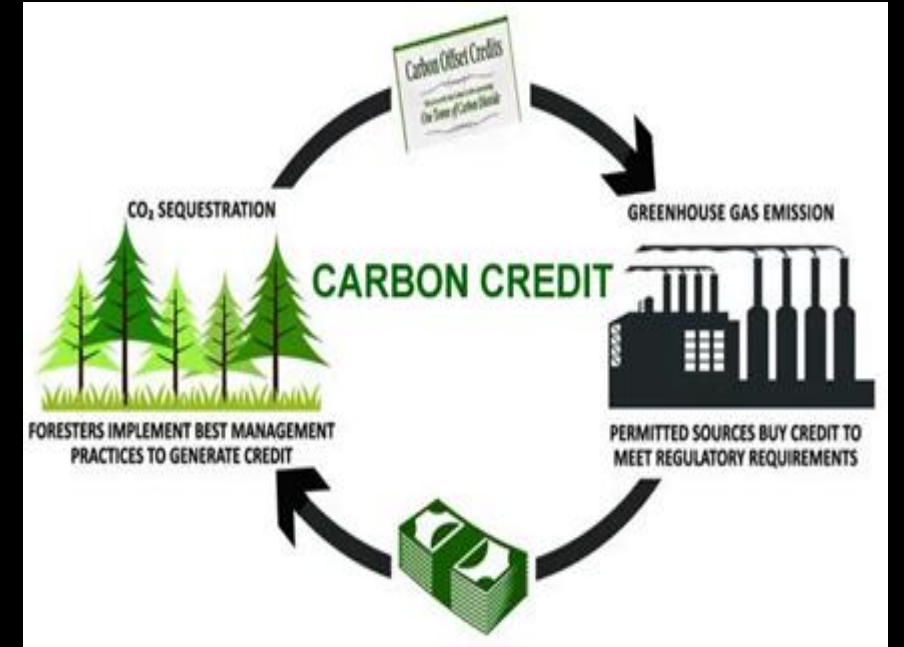 Carbon Offset Credits
One Tonne of Carbon Dioxide
CO₂ SEQUESTRATION
GREENHOUSE GAS EMISSION
CARBON CREDIT
FORESTERS IMPLEMENT BEST MANAGEMENT
PRACTICES TO GENERATE CREDIT
PERMITTED SOURCES BUY CREDIT TO
MEET REGULATORY REQUIREMENTS